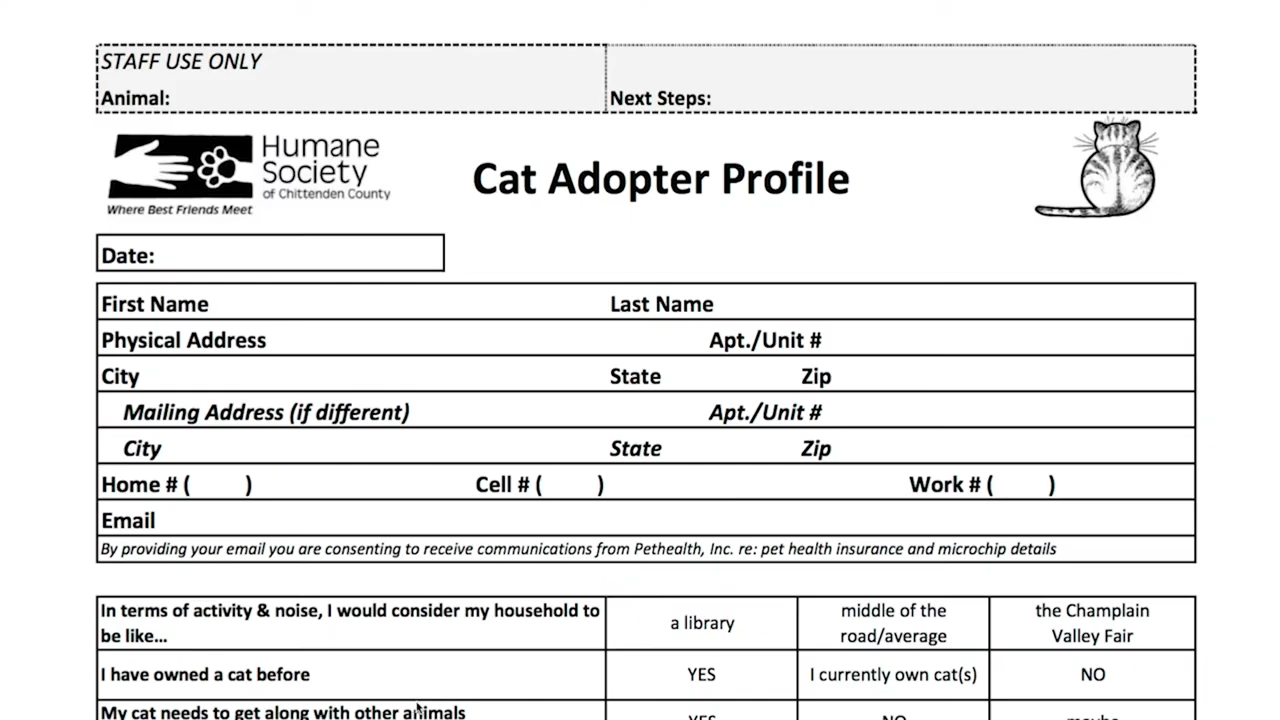 STAFF USE ONLY
Animal: Next Steps:
Humane
Society
of Chittenden County
Where Best Friends Meet
Cat Adopter Profile
Date:
First Name Last Name
Physical Address Apt./Unit #
City State Zip
Mailing Address (if different) Apt./Unit #
City State Zip
Home # ( ) Cell # ( ) Work # ( )
Email
By providing your email you are consenting to receive communications from Pethealth, Inc. re: pet health insurance and microchip details
In terms of activity & noise, I would consider my household to
be like...
a library
middle of the
road/average
the Champlain
Valley Fair
I have owned a cat before YES I currently own cat(s) NO
My cat needs to get along with other animals YES NO maybe